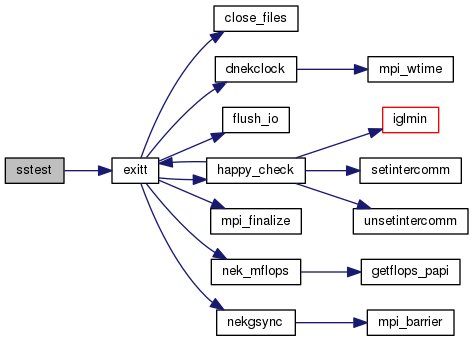 close_files
dnekclock
mpi_wtime
flush_io
iglmin
sstest
exitt
happy_check
setintercomm
mpi_finalize
unsetintercomm
nek_mflops
getflops_papi
nekgsync
mpi_barrier